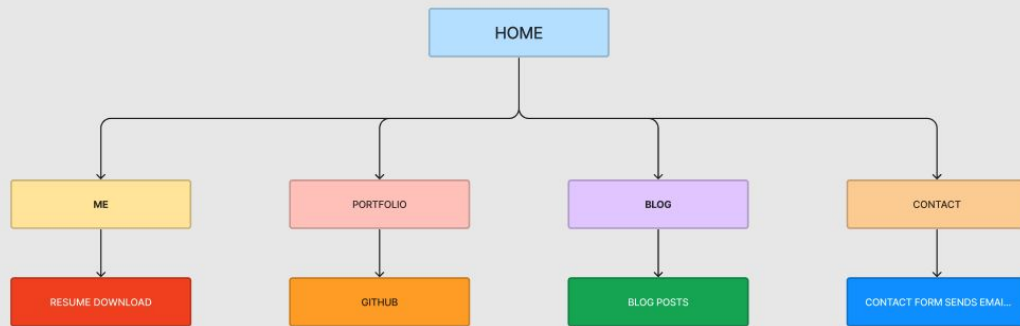 HOME
ME
PORTFOLIO
BLOG
CONTACT
RESUME DOWNLOAD
GITHUB
BLOG POSTS
CONTACT FORM SENDS EMAI...